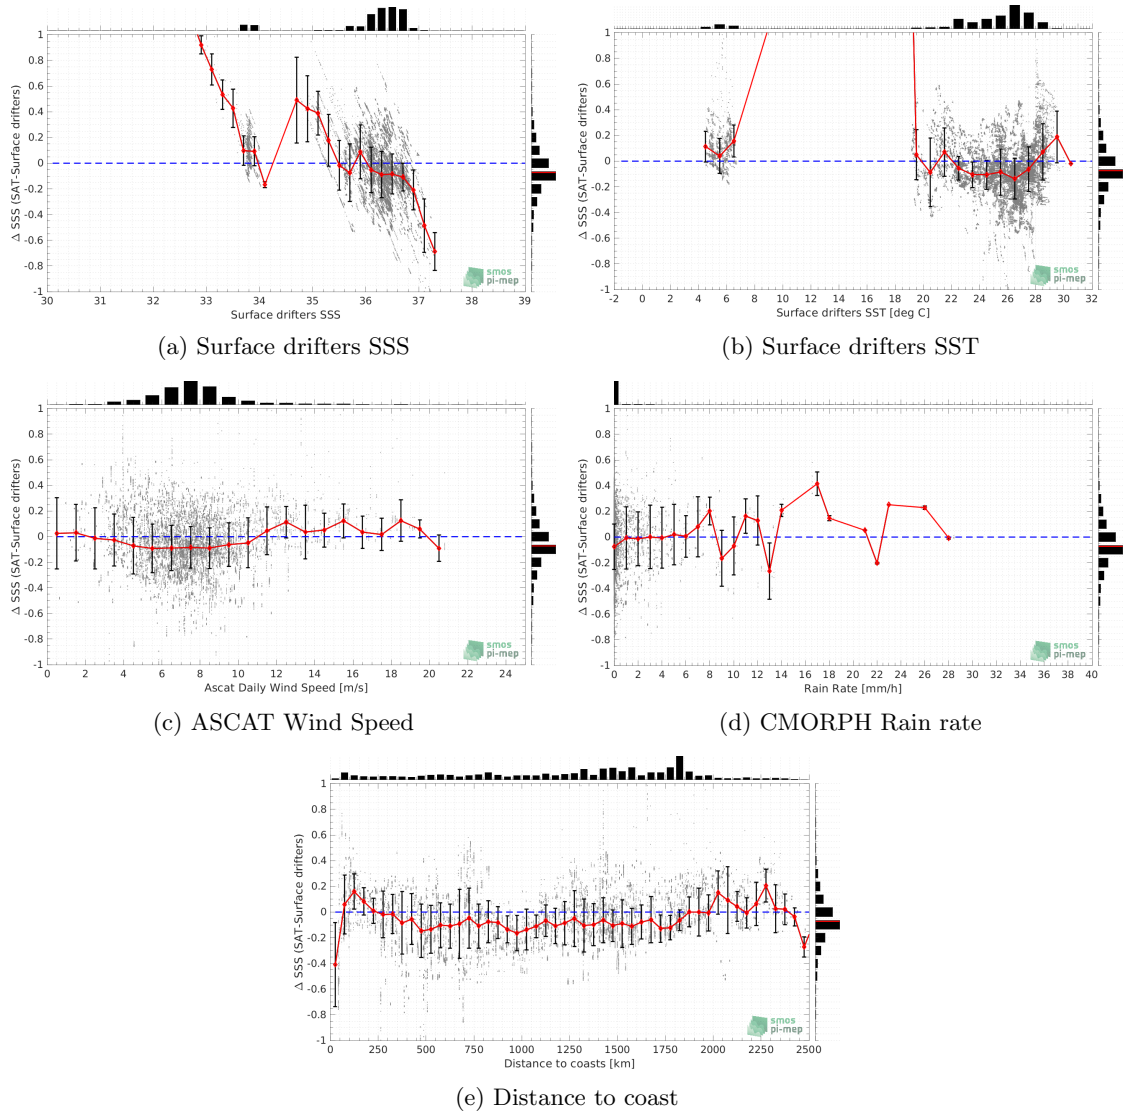 1
0.8
0.6
0.4
0.2
0
-0.2
-0.4
-0.6
-0.8
-1
Δ SSS (SAT-Surface drifters)
30 31 32 33 34 35 36 37 38 39
Surface drifters SSS
smos
pi-mep
(a) Surface drifters SSS
1
0.8
0.6
0.4
0.2
0
-0.2
-0.4
-0.6
-0.8
-1
Δ SSS (SAT-Surface drifters)
-2 0 2 4 6 8 10 12 14 16 18 20 22 24 26 28 30 32
Surface drifters SST [deg C]
smos
pi-mep
(b) Surface drifters SST
1
0.8
0.6
0.4
0.2
0
-0.2
-0.4
-0.6
-0.8
-1
Δ SSS (SAT-Surface drifters)
0 2 4 6 8 10 12 14 16 18 20 22 24
Ascat Daily Wind Speed [m/s]
smos
pi-mep
(c) ASCAT Wind Speed
1
0.8
0.6
0.4
0.2
0
-0.2
-0.4
-0.6
-0.8
-1
Δ SSS (SAT-Surface drifters)
0 2 4 6 8 10 12 14 16 18 20 22 24 26 28 30 32 34 36 38 40
Rain Rate [mm/h]
smos
pi-mep
(d) CMORPH Rain rate
1
0.8
0.6
0.4
0.2
0
-0.2
-0.4
-0.6
-0.8
-1
Δ SSS (SAT-Surface drifters)
0 250 500 750 1000 1250 1500 1750 2000 2250 2500
Distance to coasts [km]
smos
pi-mep
(e) Distance to coast